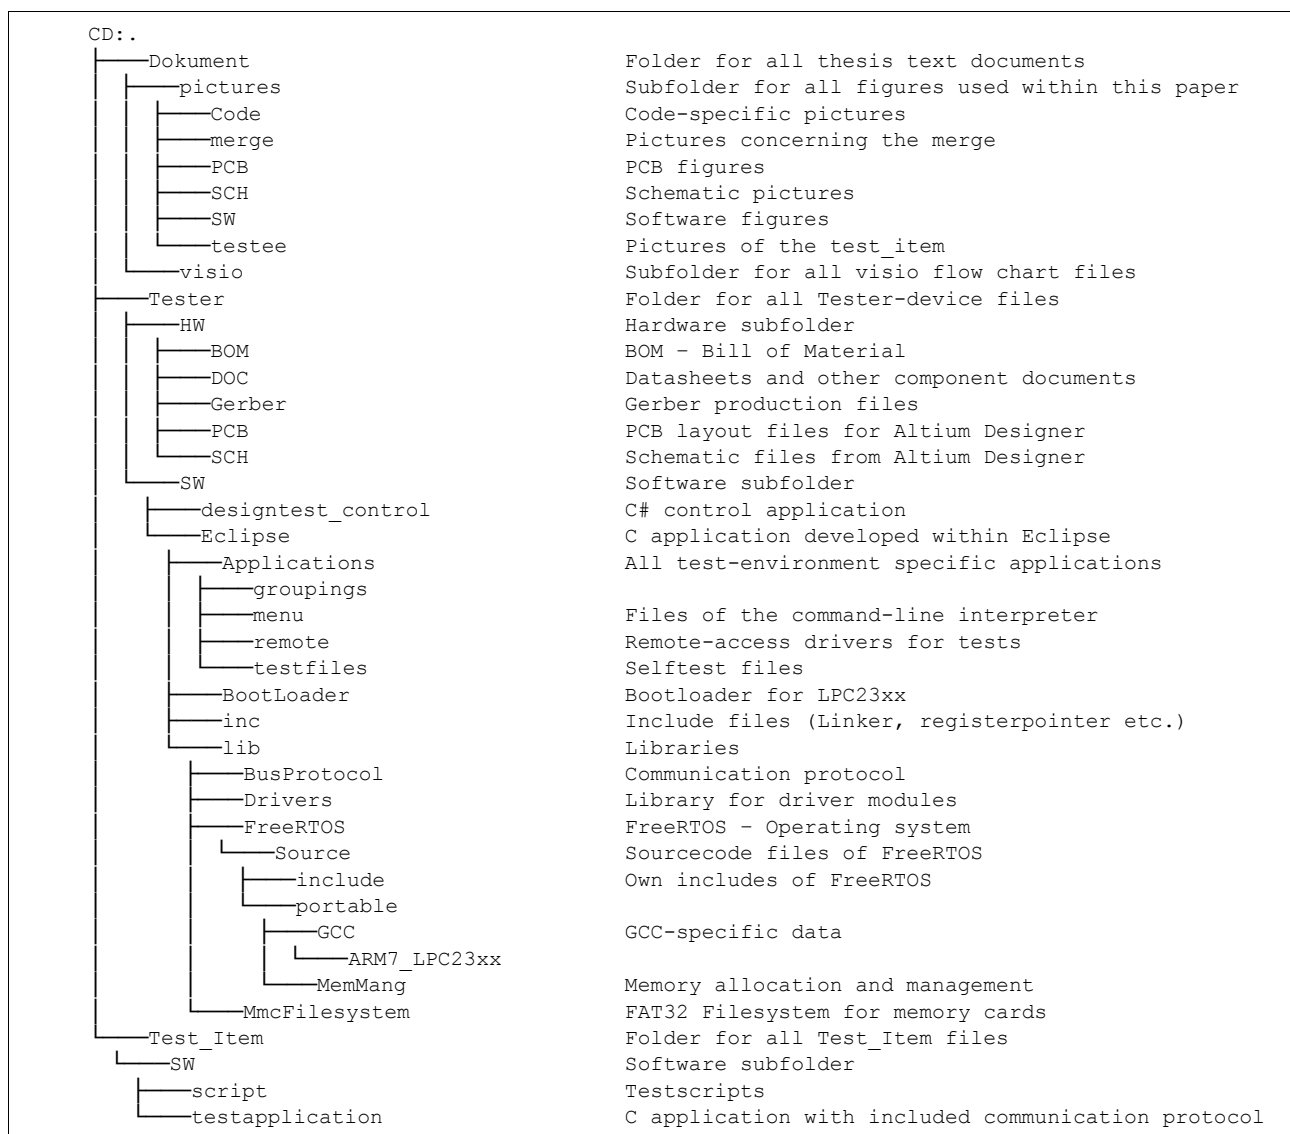 CD:.
├────Dokument Folder for all thesis text documents
│ ├────pictures Subfolder for all figures used within this paper
│ │ ├────Code Code-specific pictures
│ │ ├────merge Pictures concerning the merge
│ │ ├────PCB PCB figures
│ │ ├────SCH Schematic pictures
│ │ ├────SW Software figures
│ │ └────testee Pictures of the test_item
│ └────visio Subfolder for all visio flow chart files
├────Tester Folder for all Tester-device files
│ ├────HW Hardware subfolder
│ │ ├────BOM BOM – Bill of Material
│ │ ├────DOC Datasheets and other component documents
│ │ ├────Gerber Gerber production files
│ │ ├────PCB PCB layout files for Altium Designer
│ │ └────SCH Schematic files from Altium Designer
│ └────SW Software subfolder
│ ├────designtest_control C# control application
│ └────Eclipse C application developed within Eclipse
│ ├────Applications All test-environment specific applications
│ │ ├────groupings
│ │ ├────menu Files of the command-line interpreter
│ │ ├────remote Remote-access drivers for tests
│ │ └────testfiles Selftest files
│ ├────BootLoader Bootloader for LPC23xx
│ ├────inc Include files (Linker, registerpointer etc.)
│ └────lib Libraries
│ ├────BusProtocol Communication protocol
│ ├────Drivers Library for driver modules
│ ├────FreeRTOS FreeRTOS – Operating system
│ │ └────Source Sourcecode files of FreeRTOS
│ │ ├────include Own includes of FreeRTOS
│ │ └────portable
│ │ ├────GCC GCC-specific data
│ │ │ └────ARM7_LPC23xx
│ │ └────MemMang Memory allocation and management
│ └────MmcFilesystem FAT32 Filesystem for memory cards
└────Test_Item Folder for all Test_Item files
└────SW Software subfolder
├────script Testscripts
└────testapplication C application with included communication protocol